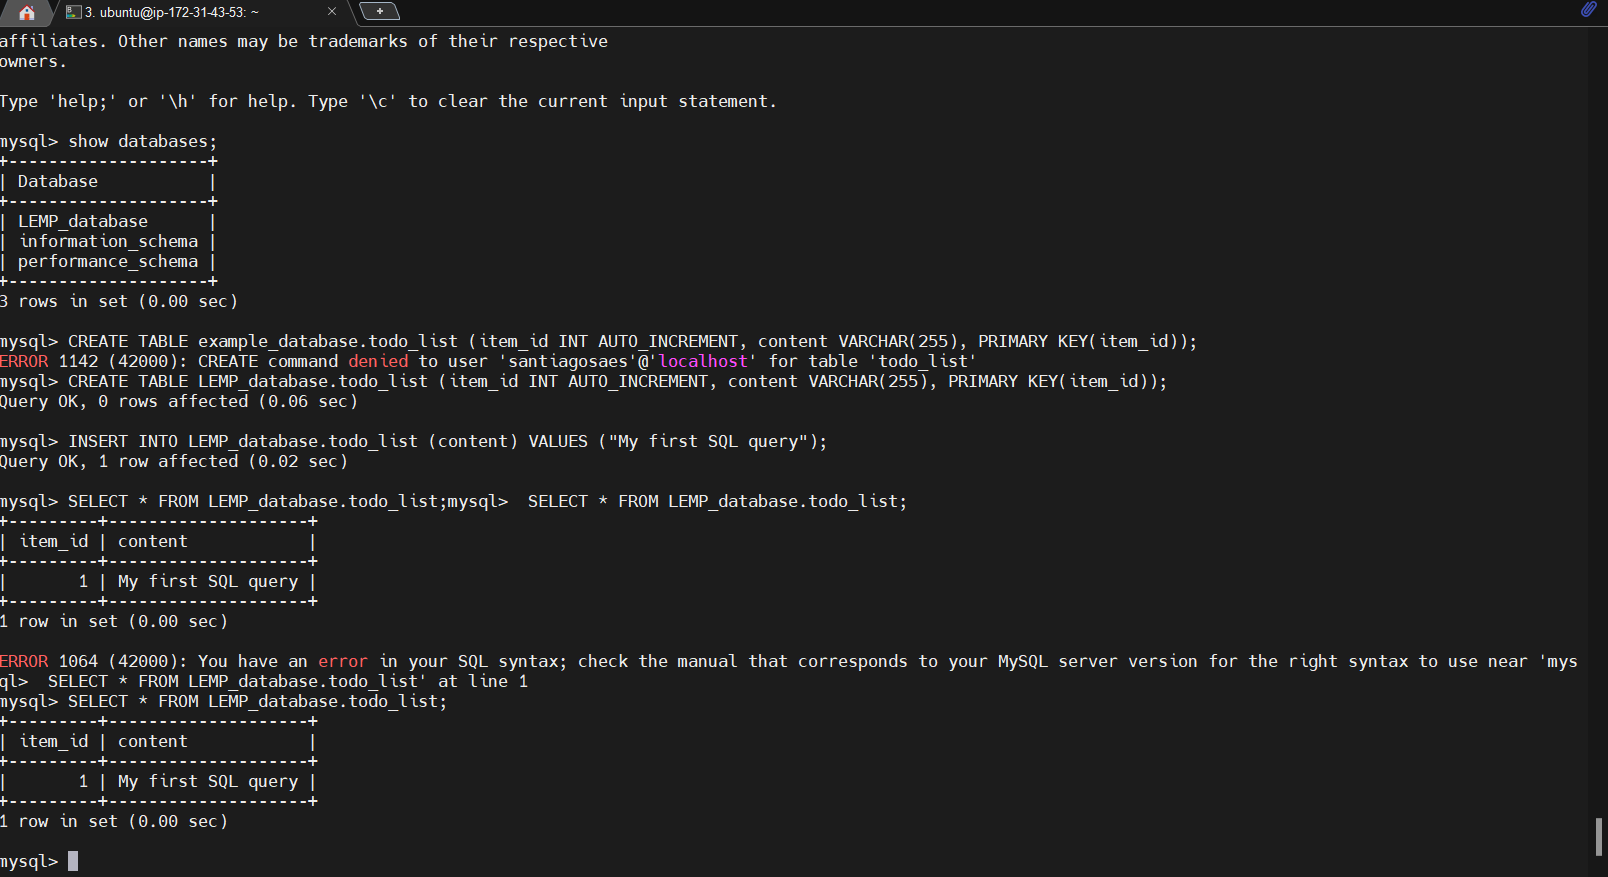 3. ubuntu@ip-172-31-43-53: ~
affiliates. Other names may be trademarks of their respective
owners.
Type 'help;' or '\h' for help. Type '\c' to clear the current input statement.
mysql> show databases;
+--------------------+
| Database           |
+--------------------+
| LEMP_database      |
| information_schema |
| performance_schema |
+--------------------+
3 rows in set (0.00 sec)
mysql> CREATE TABLE example_database.todo_list (item_id INT AUTO_INCREMENT, content VARCHAR(255), PRIMARY KEY(item_id));
ERROR 1142 (42000): CREATE command denied to user 'santiagosaes'@'localhost' for table 'todo_list'
mysql> CREATE TABLE LEMP_database.todo_list (item_id INT AUTO_INCREMENT, content VARCHAR(255), PRIMARY KEY(item_id));
Query OK, 0 rows affected (0.06 sec)
mysql> INSERT INTO LEMP_database.todo_list (content) VALUES ("My first SQL query");
Query OK, 1 row affected (0.02 sec)
mysql> SELECT * FROM LEMP_database.todo_list;mysql>  SELECT * FROM LEMP_database.todo_list;
+---------+--------------------+
| item_id | content            |
+---------+--------------------+
|       1 | My first SQL query |
+---------+--------------------+
1 row in set (0.00 sec)
ERROR 1064 (42000): You have an error in your SQL syntax; check the manual that corresponds to your MySQL server version for the right syntax to use near 'mys
ql>  SELECT * FROM LEMP_database.todo_list' at line 1
mysql> SELECT * FROM LEMP_database.todo_list;
+---------+--------------------+
| item_id | content            |
+---------+--------------------+
|       1 | My first SQL query |
+---------+--------------------+
1 row in set (0.00 sec)
mysql>